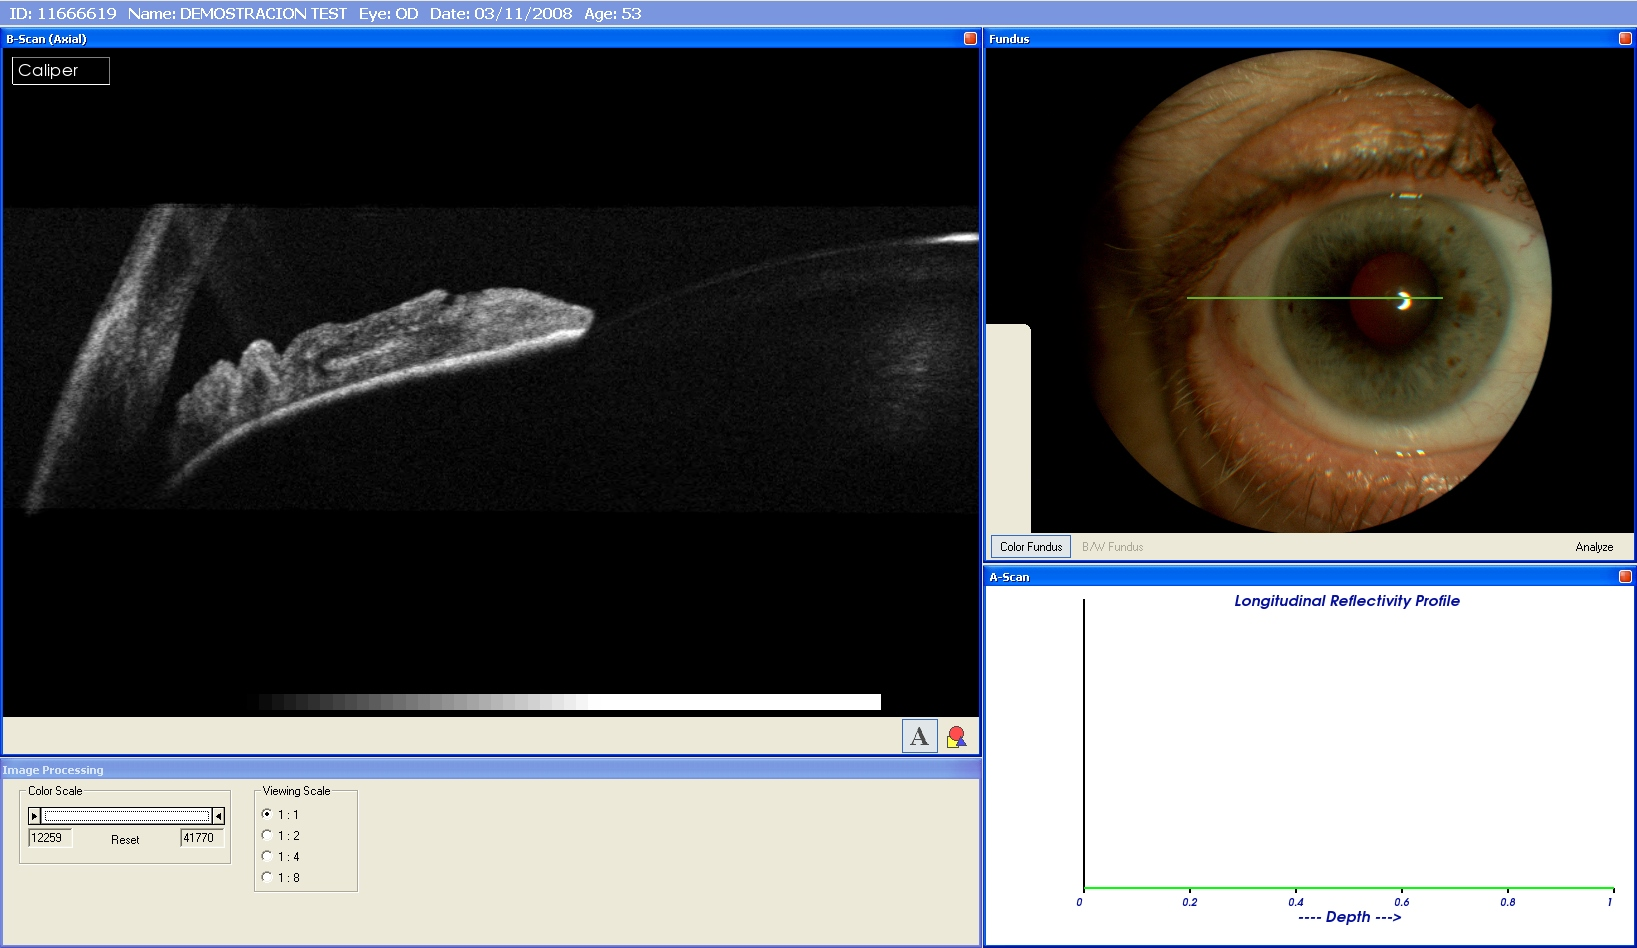 ID: 11666619 Name: DEMOSTRACION TEST Eye: OD Date: 03/11/2008 Age: 53
B-Scan (Axial)
Caliper
A
Fundus
Color Fundus B/W Fundus Analyze
A-Scan
Longitudinal Reflectivity Profile
0 0.2 0.4 0.6 0.8 1
---- Depth --->
Image Processing
Color Scale
12259 Reset 41770
Viewing Scale
1 : 1
1 : 2
1 : 4
1 : 8